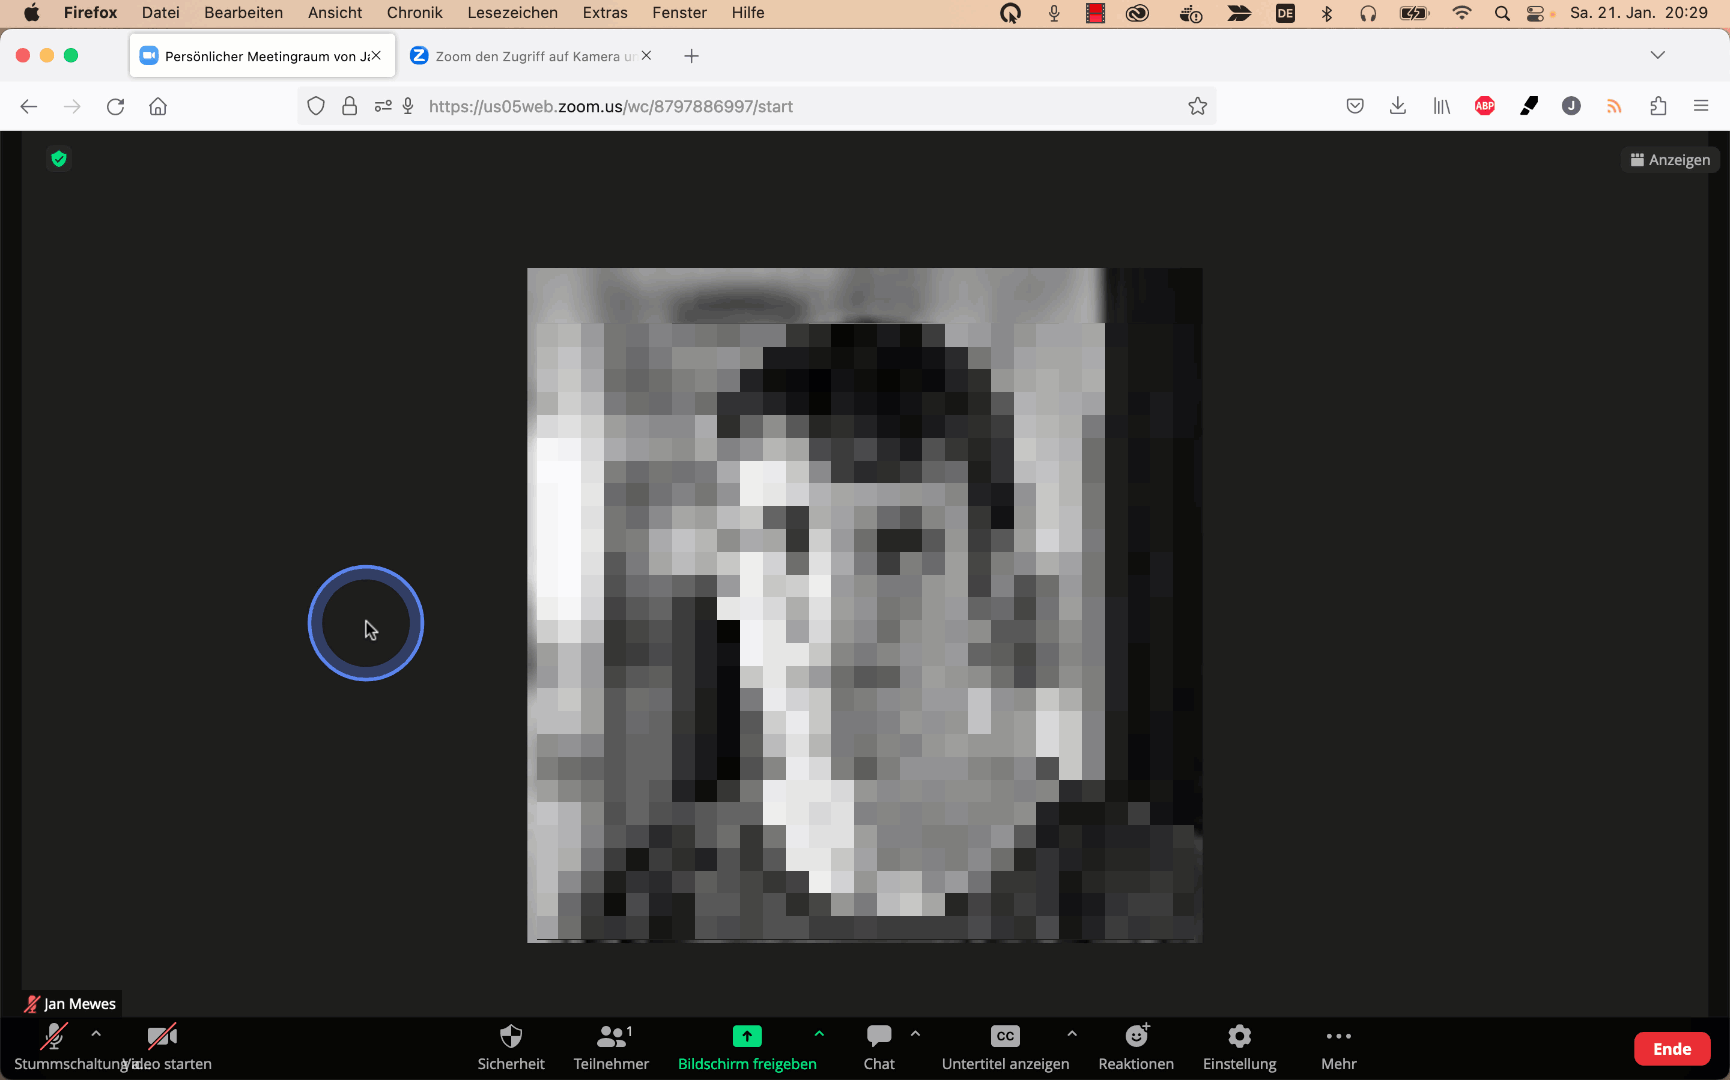 Firefox Datei Bearbeiten Ansicht Chronik Lesezeichen Extras Fenster Hilfe DE Sa. 21. Jan. 20:29
Persönlicher Meetingraum von Ja
Zoom den Zugriff auf Kamera un
https://us05web.zoom.us/wc/8797886997/start
ABP
J
Anzeigen
Jan Mewes
Stummschaltung
Video starten
Sicherheit
1
Teilnehmer
Bildschirm freigeben
Chat
CC
Untertitel anzeigen
Reaktionen
Einstellung
Mehr
Ende